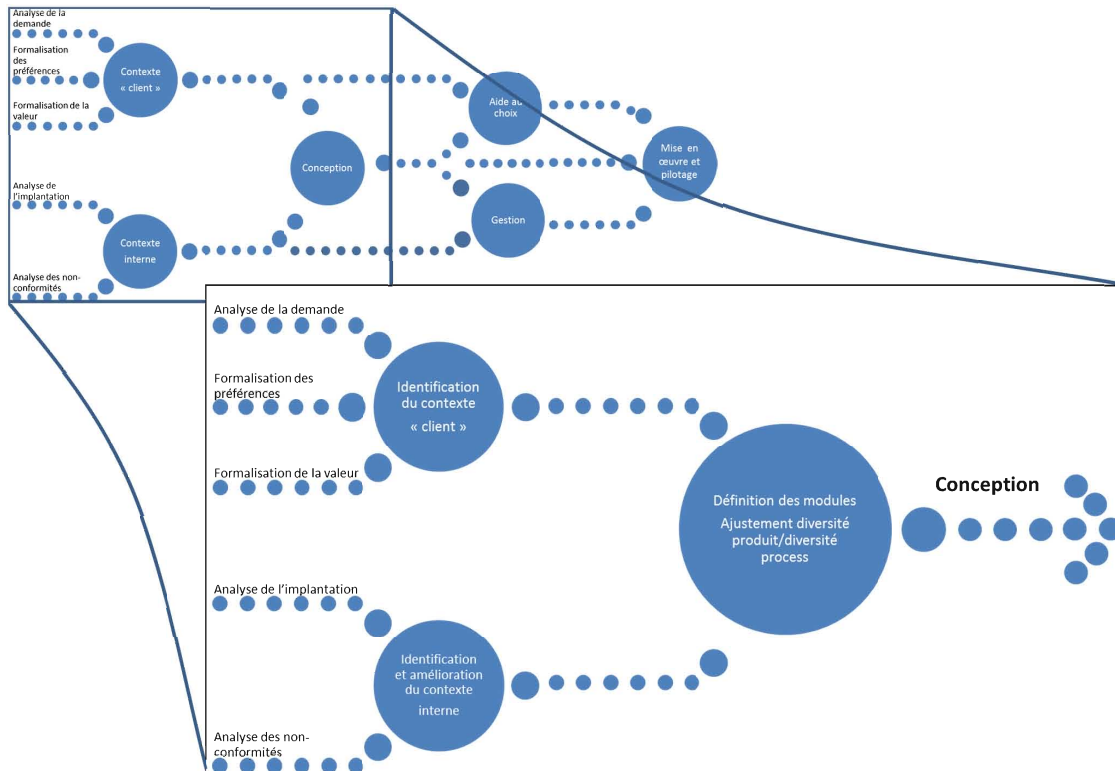 Analyse de la
demande
Formalisation
des
préférences
Formalisation de la
valeur
Contexte
« client »
Analyse de
l'implantation
Analyse des non-
conformités
Contexte
interne
Conception
Aide au
choix
Gestion
Mise en
œuvre et
pilotage
Analyse de la demande
Formalisation des
préférences
Formalisation de la valeur
Identification
du contexte
« client »
Analyse de l'implantation
Analyse des non-
conformités
Identification
et amélioration
du contexte
interne
Définition des modules
Ajustement diversité
produit/diversité
process
Conception